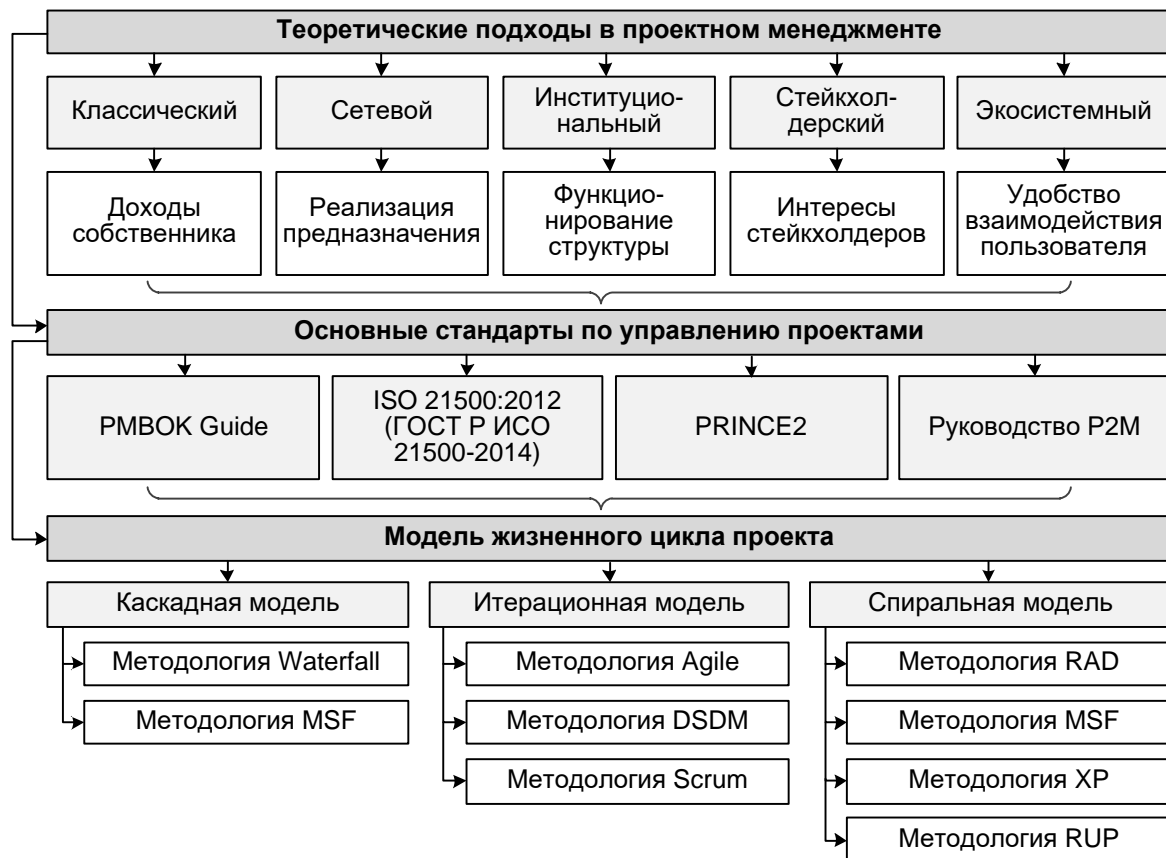 Теоретические подходы в проектном менеджменте
Классический
Сетевой
Институцио-
нальный
Стейкхол-
дерский
Экосистемный
Доходы
собственника
Реализация
предназначения
Функцио-
нирование
структуры
Интересы
стейкхолдеров
Удобство
взаимодействия
пользователя
Основные стандарты по управлению проектами
PMBOK Guide
ISO 21500:2012
(ГОСТ Р ИСО
21500-2014)
PRINCE2
Руководство P2M
Модель жизненного цикла проекта
Каскадная модель
Итерационная модель
Спиральная модель
Методология Waterfall
Методология Agile
Методология RAD
Методология MSF
Методология DSDM
Методология MSF
Методология Scrum
Методология XP
Методология RUP